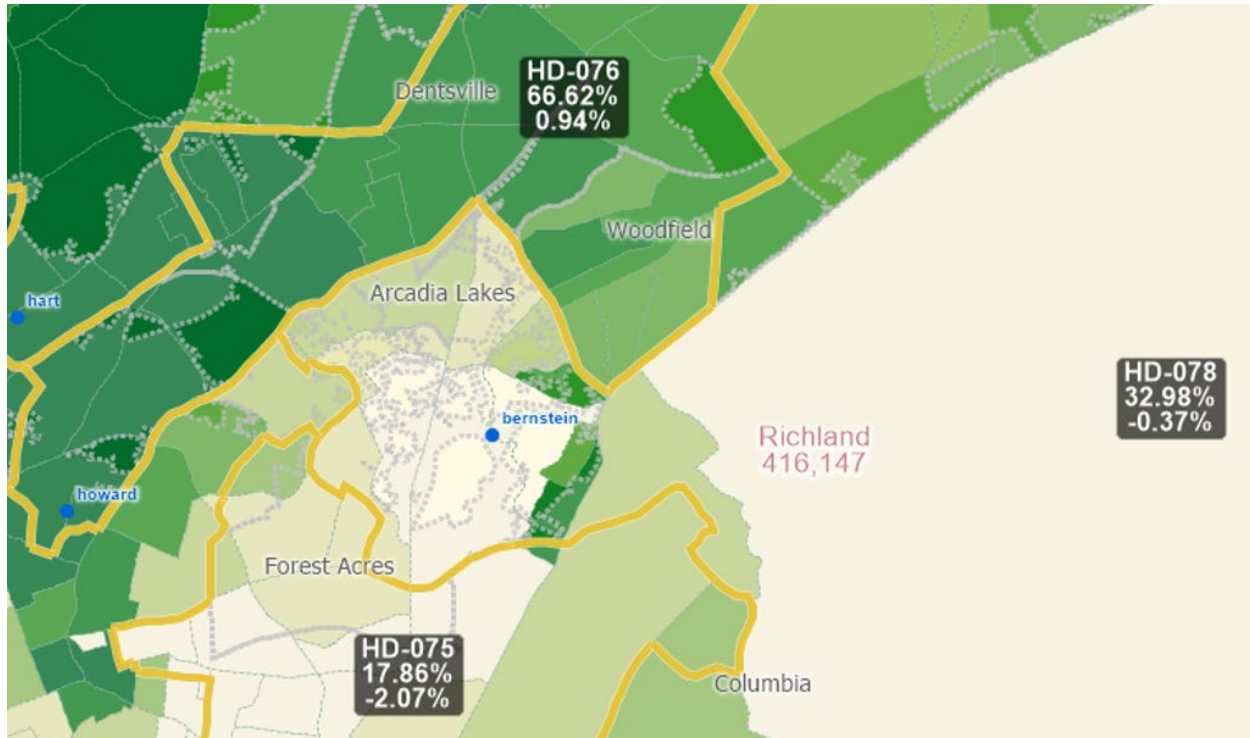 HD-076
66.62%
0.94%
Dentsville
Woodfield
Arcadia Lakes
hart
HD-078
32.98%
-0.37%
bernstein
Richland
416,147
howard
Forest Acres
HD-075
17.86%
-2.07%
Columbia